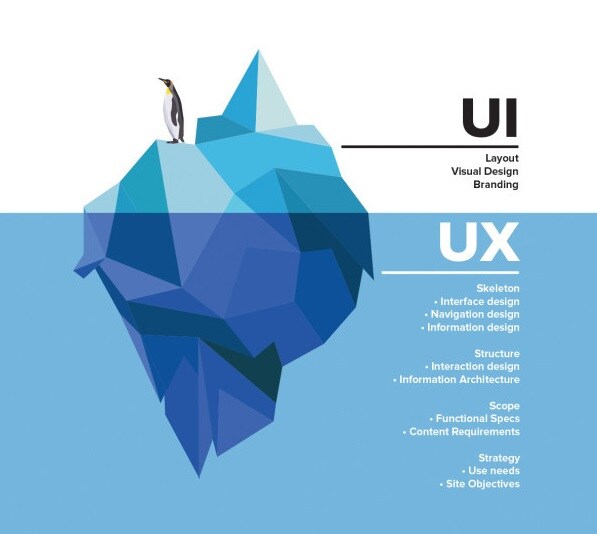 UI
Layout
Visual Design
Branding
UX
Skeleton
• Interface design
• Navigation design
• Information design
Structure
• Interaction design
• Information Architecture
Scope
• Functional Specs
• Content Requirements
Strategy
• Use needs
• Site Objectives